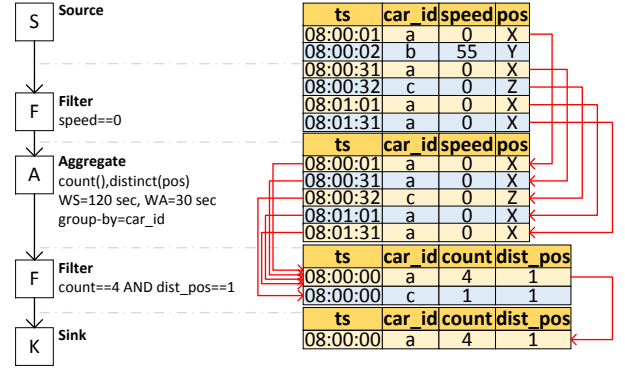 S
Source
F
Filter
speed==0
A
Aggregate
count(),distinct(pos)
WS=120 sec, WA=30 sec
group-by=car_id
F
Filter
count==4 AND dist_pos==1
K
Sink
ts car_id speed pos
08:00:01 a 0 X
08:00:02 b 55 Y
08:00:31 a 0 X
08:00:32 c 0 Z
08:01:01 a 0 X
08:01:31 a 0 X
ts car_id speed pos
08:00:01 a 0 X
08:00:31 a 0 X
08:00:32 c 0 Z
08:01:01 a 0 X
08:01:31 a 0 X
ts car_id count dist_pos
08:00:00 a 4 1
08:00:00 c 1 1
ts car_id count dist_pos
08:00:00 a 4 1